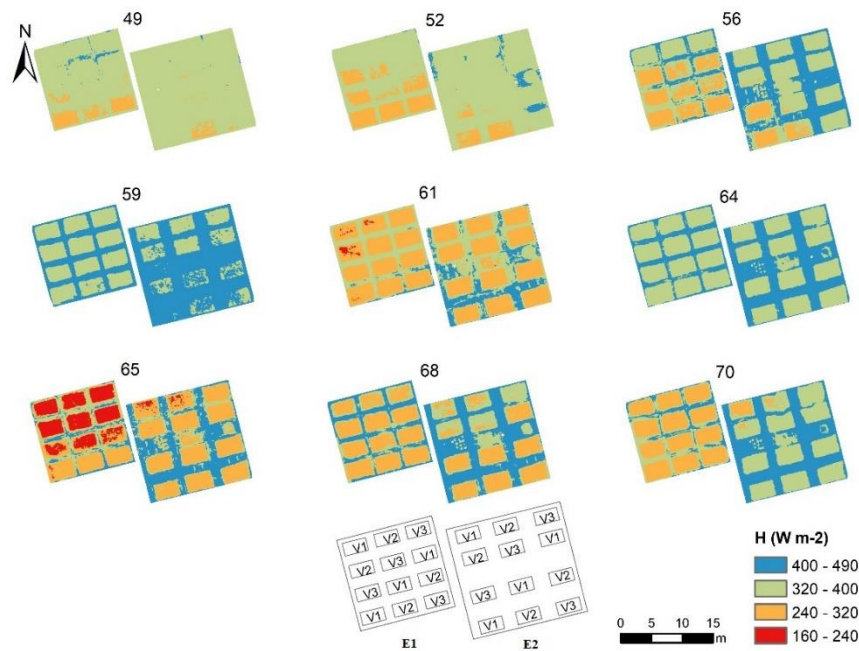 49
52
56
N
59
61
64
65
68
70
V1 V2 V3
V2 V3 V1
V3 V1 V2
V1 V2 V3
E1
V1 V2 V3
V2 V3 V1
V3 V1 V2
V1 V2 V3
E2
H (W m-2)
400 - 490
320 - 400
240 - 320
160 - 240
0 5 10 15
m